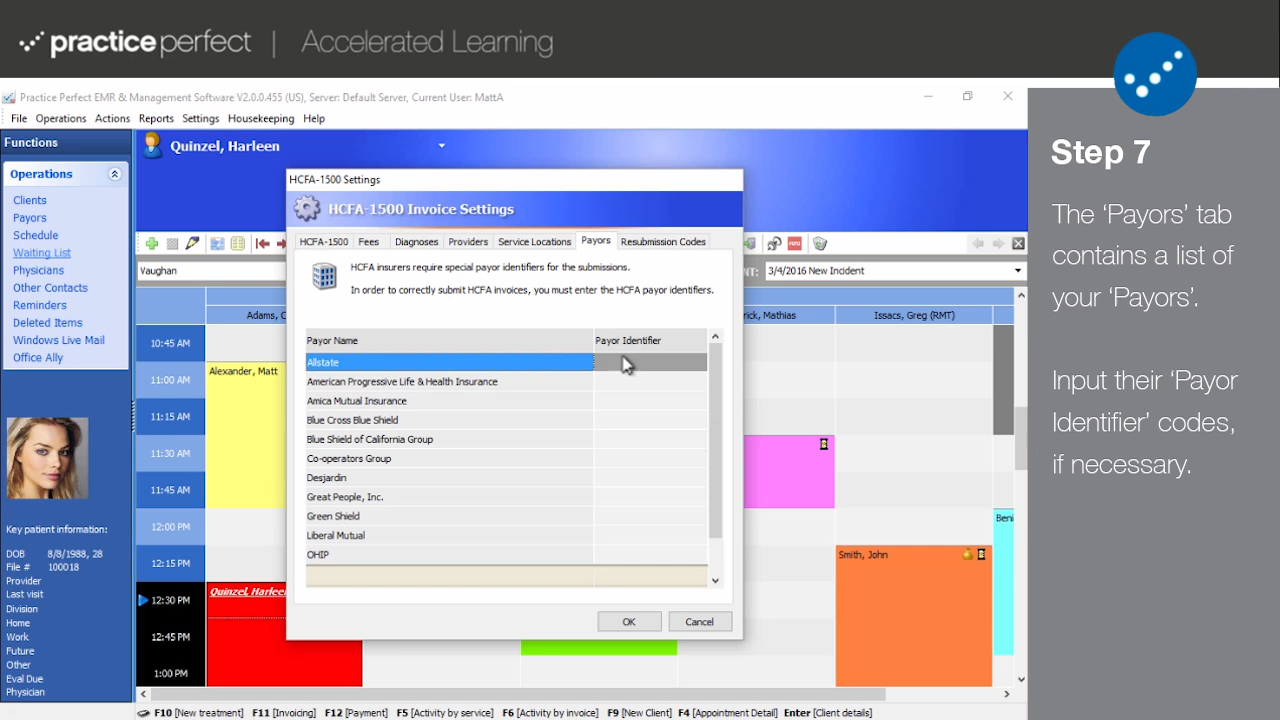 practiceperfect | Accelerated Learning
Practice Perfect EMR & Management Software V2.0.0.455 (US), Server: Default Server, Current User: MattA
File Operations Actions Reports Settings Housekeeping Help
Functions
Operations
Clients
Payors
Schedule
Waiting List
Physicians
Other Contacts
Reminders
Deleted Items
Windows Live Mail
Office Ally
Key patient information:
DOB 8/8/1988, 28
File # 100018
Provider
Last visit
Division
Home
Work
Future
Other
Eval Due
Physician
Quinzel, Harleen
Vaughan
3/4/2016 New Incident
Adams, C
rick, Mathias
Issacs, Greg (RMT)
10:45 AM
11:00 AM
11:15 AM
11:30 AM
11:45 AM
12:00 PM
12:15 PM
12:30 PM
12:45 PM
1:00 PM
Alexander, Matt
Quinzel, Harlee
Smith, John
Beni
HCFA-1500 Settings
HCFA-1500 Invoice Settings
HCFA-1500 Fees Diagnoses Providers Service Locations Payors Resubmission Codes
HCFA insurers require special payor identifiers for the submissions.
In order to correctly submit HCFA invoices, you must enter the HCFA payor identifiers.
Payor Name Payor Identifier
Allstate
American Progressive Life & Health Insurance
Amica Mutual Insurance
Blue Cross Blue Shield
Blue Shield of California Group
Co-operators Group
Desjardin
Great People, Inc.
Green Shield
Liberal Mutual
OHIP
OK Cancel
F10 [New treatment] F11 [Invoicing] F12 [Payment] F5 [Activity by service] F6 [Activity by invoice] F9 [New Client] F4 [Appointment Detail] Enter [Client details]
Step 7
The ‘Payors’ tab
contains a list of
your ‘Payors’.
Input their ‘Payor
Identifier’ codes,
if necessary.